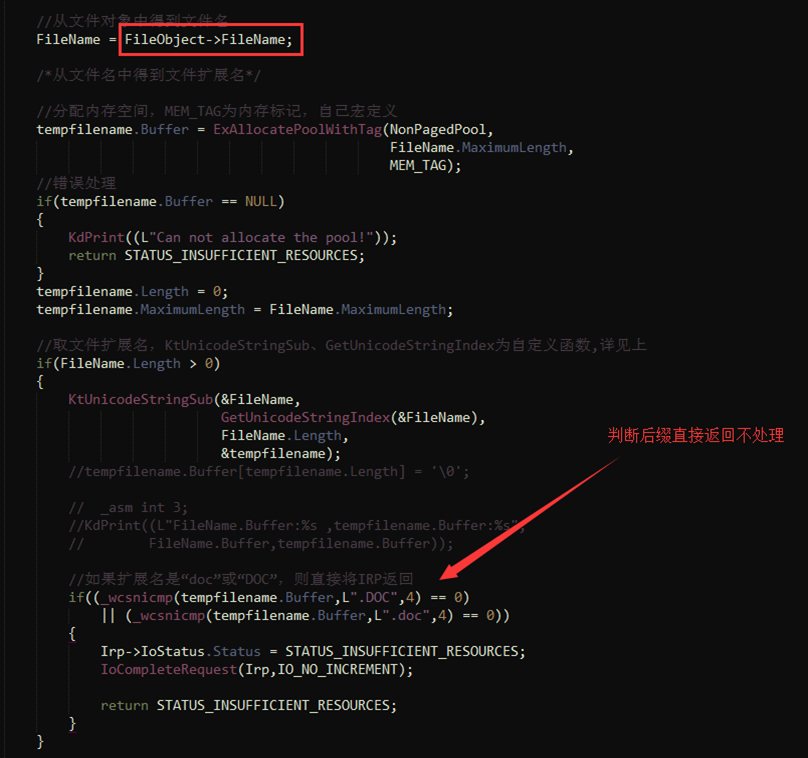 //从文件对象中得到文件名
FileName = FileObject->FileName;
/*从文件名中得到文件扩展名*/
//分配内存空间，MEM_TAG为内存标记，自己宏定义
tempfilename.Buffer = ExAllocatePoolWithTag(NonPagedPool,
FileName.MaximumLength,
MEM_TAG);
//错误处理
if(tempfilename.Buffer == NULL)
{
KdPrint((L"Can not allocate the pool!"));
return STATUS_INSUFFICIENT_RESOURCES;
}
tempfilename.Length = 0;
tempfilename.MaximumLength = FileName.MaximumLength;
//取文件扩展名，KtUnicodeStringSub、GetUnicodeStringIndex为自定义函数,详见上
if(FileName.Length > 0)
{
KtUnicodeStringSub(&FileName,
GetUnicodeStringIndex(&FileName),
FileName.Length,
&tempfilename);
判断后缀直接返回不处理
//tempfilename.Buffer[tempfilename.Length] = '\0';
// _asm int 3;
//KdPrint((L"FileName.Buffer:%s ,tempfilename.Buffer:%s",
// FileName.Buffer,tempfilename.Buffer));
//如果扩展名是“doc”或“DOC”，则直接将IRP返回
if((_wcsnicmp(tempfilename.Buffer,L".DOC",4) == 0)
|| (_wcsnicmp(tempfilename.Buffer,L".doc",4) == 0))
{
Irp->IoStatus.Status = STATUS_INSUFFICIENT_RESOURCES;
IoCompleteRequest(Irp,IO_NO_INCREMENT);
return STATUS_INSUFFICIENT_RESOURCES;
}
}